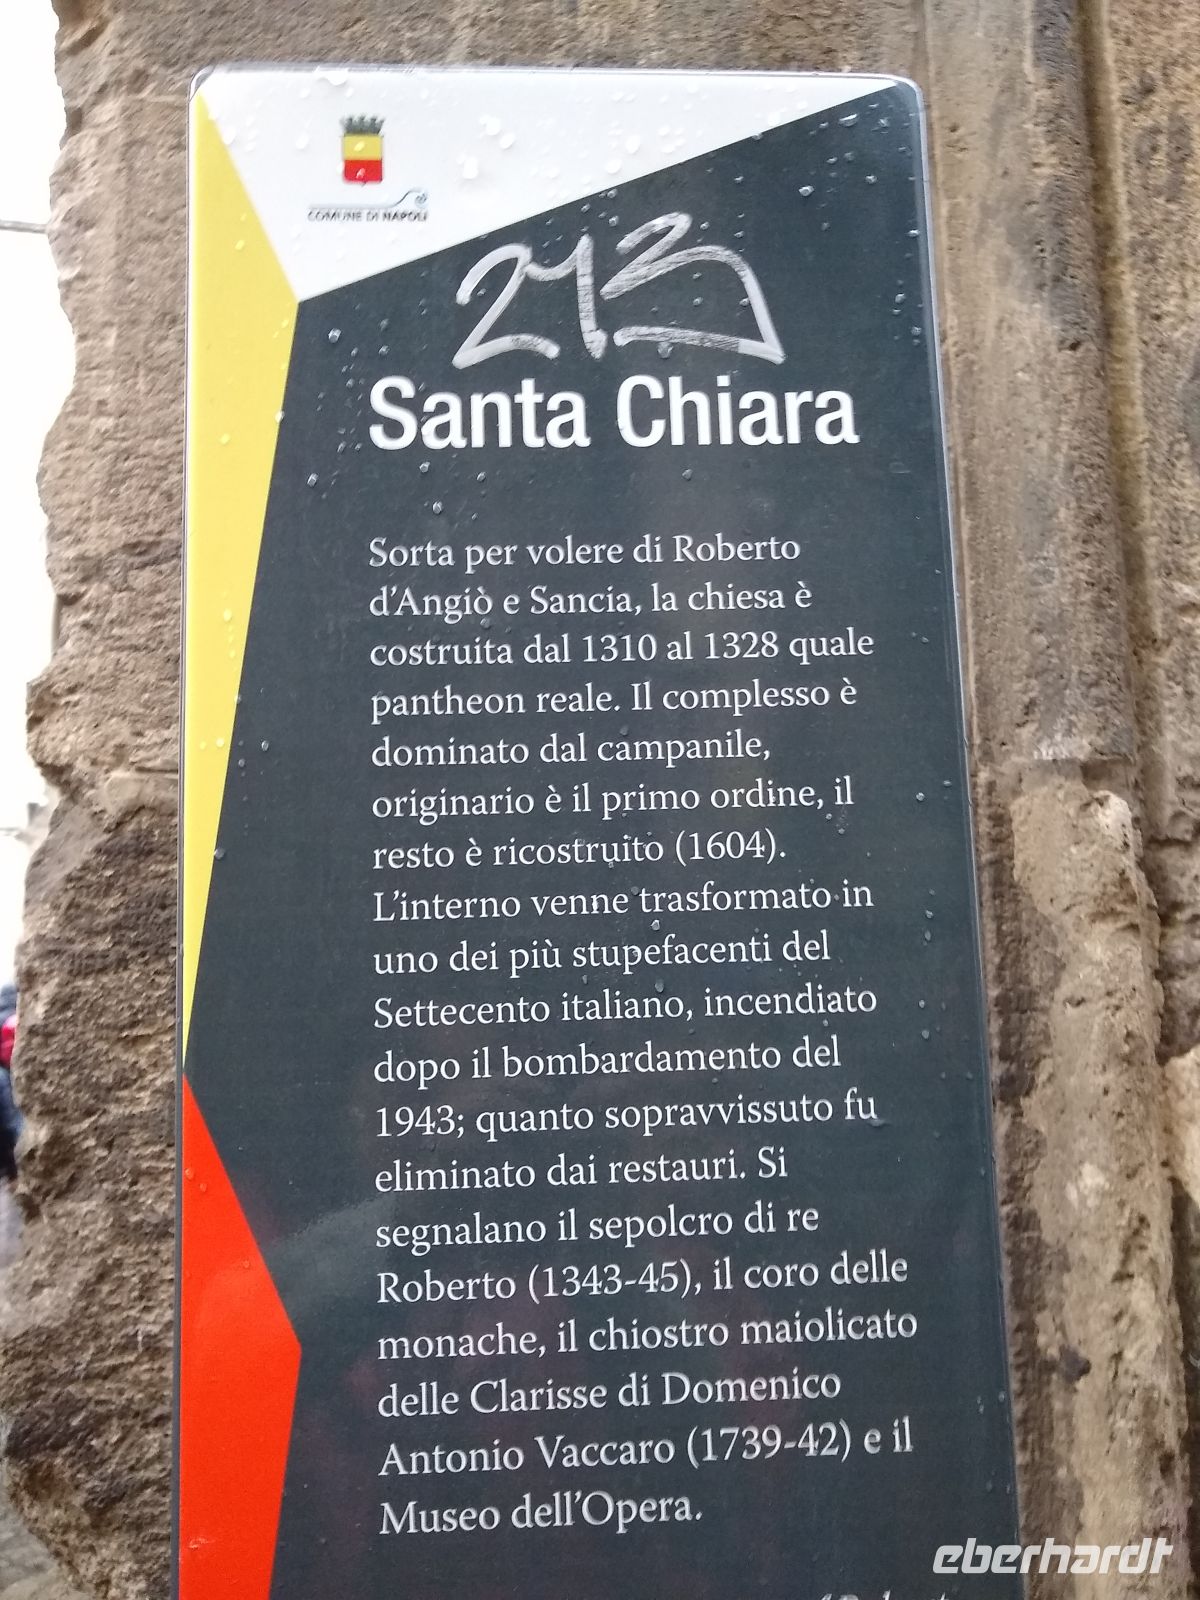 COMUNE DI NAPOLI
213
Santa Chiara
Sorta per volere di Roberto
d'Angiò e Sancia, la chiesa è
costruita dal 1310 al 1328 quale
pantheon reale. Il complesso è
dominato dal campanile,
originario è il primo ordine, il
resto è ricostruito (1604).
L'interno venne trasformato in
uno dei più stupefacenti del
Settecento italiano, incendiato
dopo il bombardamento del
1943; quanto sopravvissuto fu
eliminato dai restauri. Si
segnalano il sepolcro di re
Roberto (1343-45), il coro delle
monache, il chiostro maiolicato
delle Clarisse di Domenico
Antonio Vaccaro (1739-42) e il
Museo dell'Opera.
eberhardt